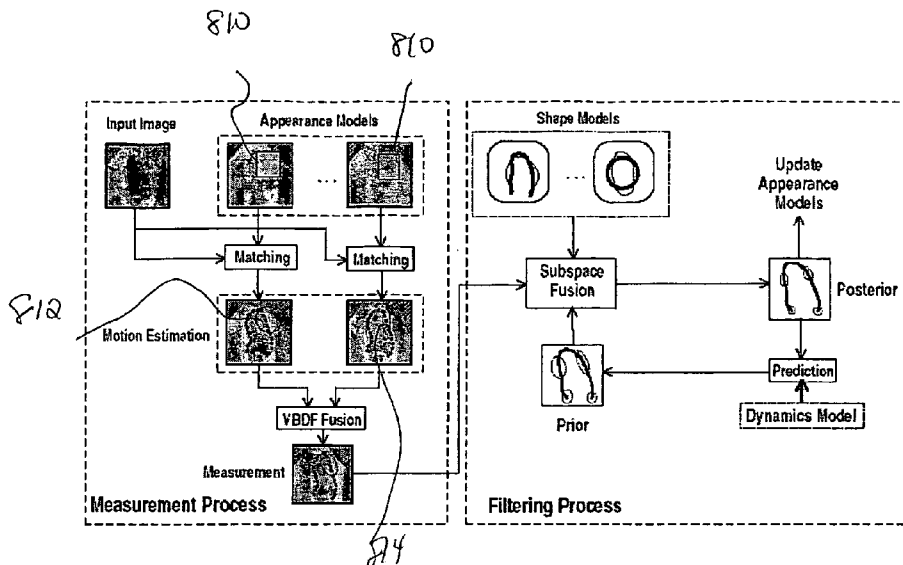 810
810
Input Image
Appearance Models
...
Matching
Matching
812
Motion Estimation
VBDF Fusion
Measurement
Measurement Process
814
Shape Models
...
Update
Appearance
Models
Subspace
Fusion
Posterior
Prior
Prediction
Dynamics Model
Filtering Process